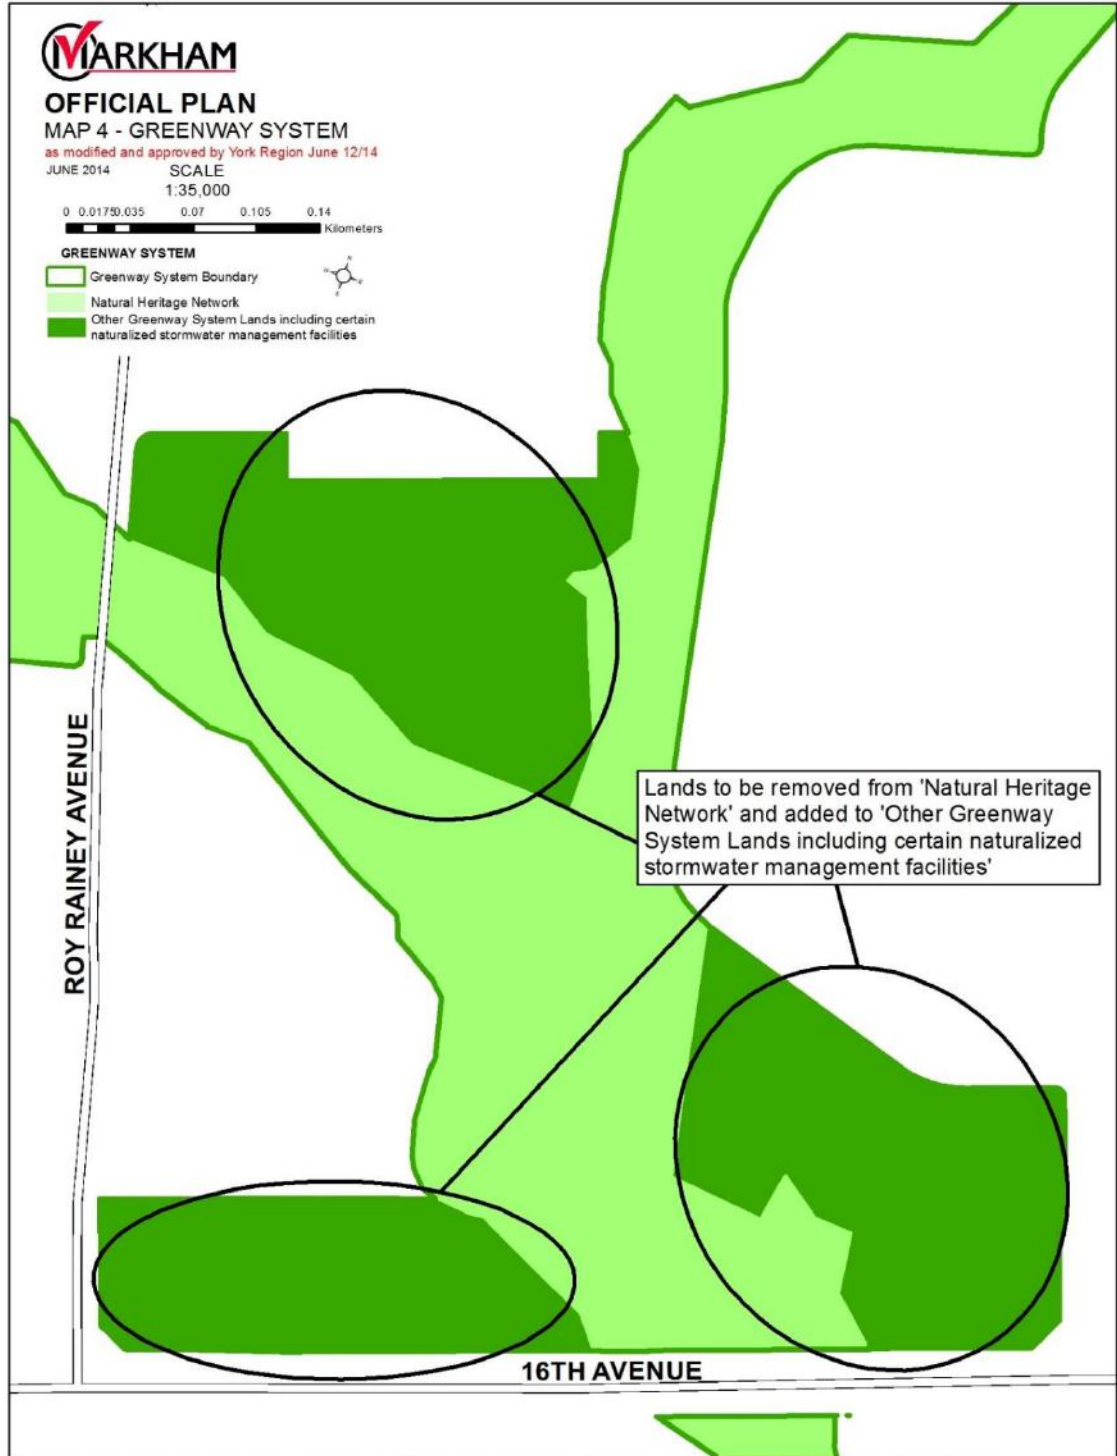 MARKHAM
OFFICIAL PLAN
MAP 4 - GREENWAY SYSTEM
as modified and approved by York Region June 12/14
JUNE 2014
SCALE
1:35,000
0 0.0175 0.035 0.07 0.105 0.14
Kilometers
GREENWAY SYSTEM
Greenway System Boundary
Natural Heritage Network
Other Greenway System Lands including certain
naturalized stormwater management facilities
ROY RAINEY AVENUE
Lands to be removed from 'Natural Heritage
Network' and added to 'Other Greenway
System Lands including certain naturalized
stormwater management facilities'
16TH AVENUE